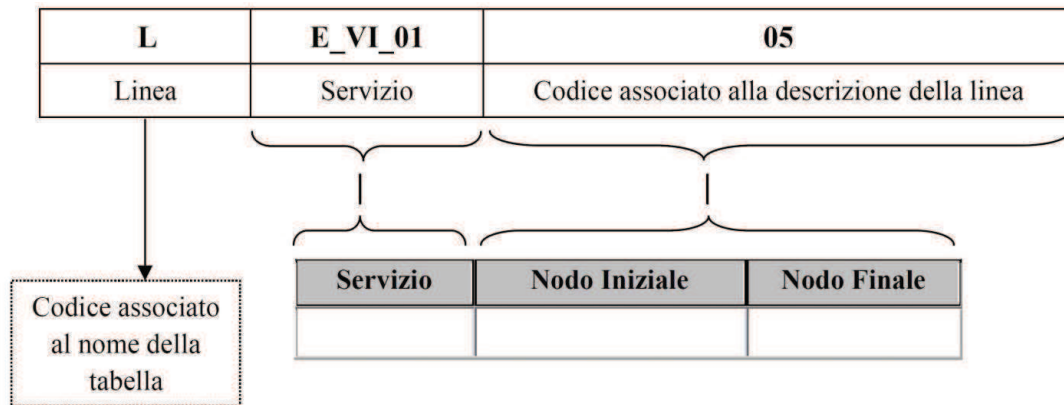 L E_VI_01 05
Linea Servizio Codice associato alla descrizione della linea
Servizio Nodo Iniziale Nodo Finale
Codice associato
al nome della
tabella